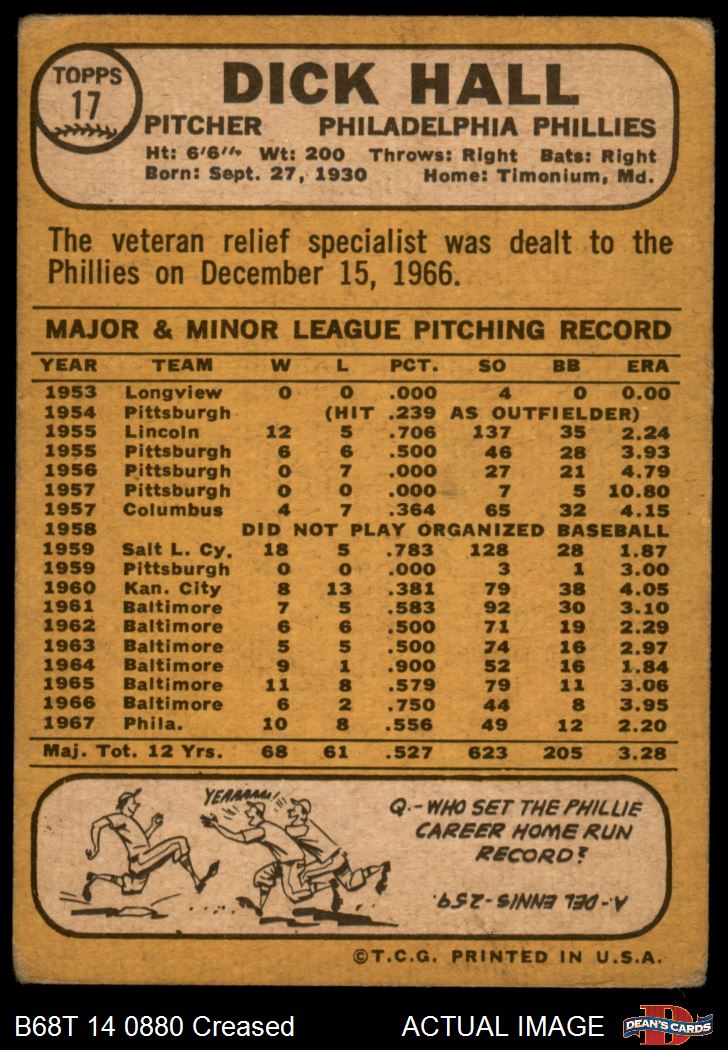 TOPPS
17
DICK HALL
PITCHER PHILADELPHIA PHILLIES
Ht: 6'6" Wt: 200 Throws: Right Bats: Right
Born: Sept. 27, 1930 Home: Timonium, Md.
The veteran relief specialist was dealt to the
Phillies on December 15, 1966.
MAJOR & MINOR LEAGUE PITCHING RECORD
YEAR TEAM W L PCT. SO BB ERA
1953 Longview 0 0 .000 4 0 0.00
1954 Pittsburgh (HIT .239 AS OUTFIELDER)
1955 Lincoln 12 5 .706 137 35 2.24
1955 Pittsburgh 6 6 .500 46 28 3.93
1956 Pittsburgh 0 7 .000 27 21 4.79
1957 Pittsburgh 0 0 .000 7 5 10.80
1957 Columbus 4 7 .364 65 32 4.15
1958 DID NOT PLAY ORGANIZED BASEBALL
1959 Salt L. Cy. 18 5 .783 128 28 1.87
1959 Pittsburgh 0 0 .000 3 1 3.00
1960 Kan. City 8 13 .381 79 38 4.05
1961 Baltimore 7 5 .583 92 30 3.10
1962 Baltimore 6 6 .500 71 19 2.29
1963 Baltimore 5 5 .500 74 16 2.97
1964 Baltimore 9 1 .900 52 16 1.84
1965 Baltimore 11 8 .579 79 11 3.06
1966 Baltimore 6 2 .750 44 8 3.95
1967 Phila. 10 8 .556 49 12 2.20
Maj. Tot. 12 Yrs. 68 61 .527 623 205 3.28
YEAAAAAA!
Q.-WHO SET THE PHILLIE
CAREER HOME RUN
RECORD?
A-DEL ENNIS-259.
©T.C.G. PRINTED IN U.S.A.
B68T 14 0880 Creased ACTUAL IMAGE
D
DEAN'S CARDS